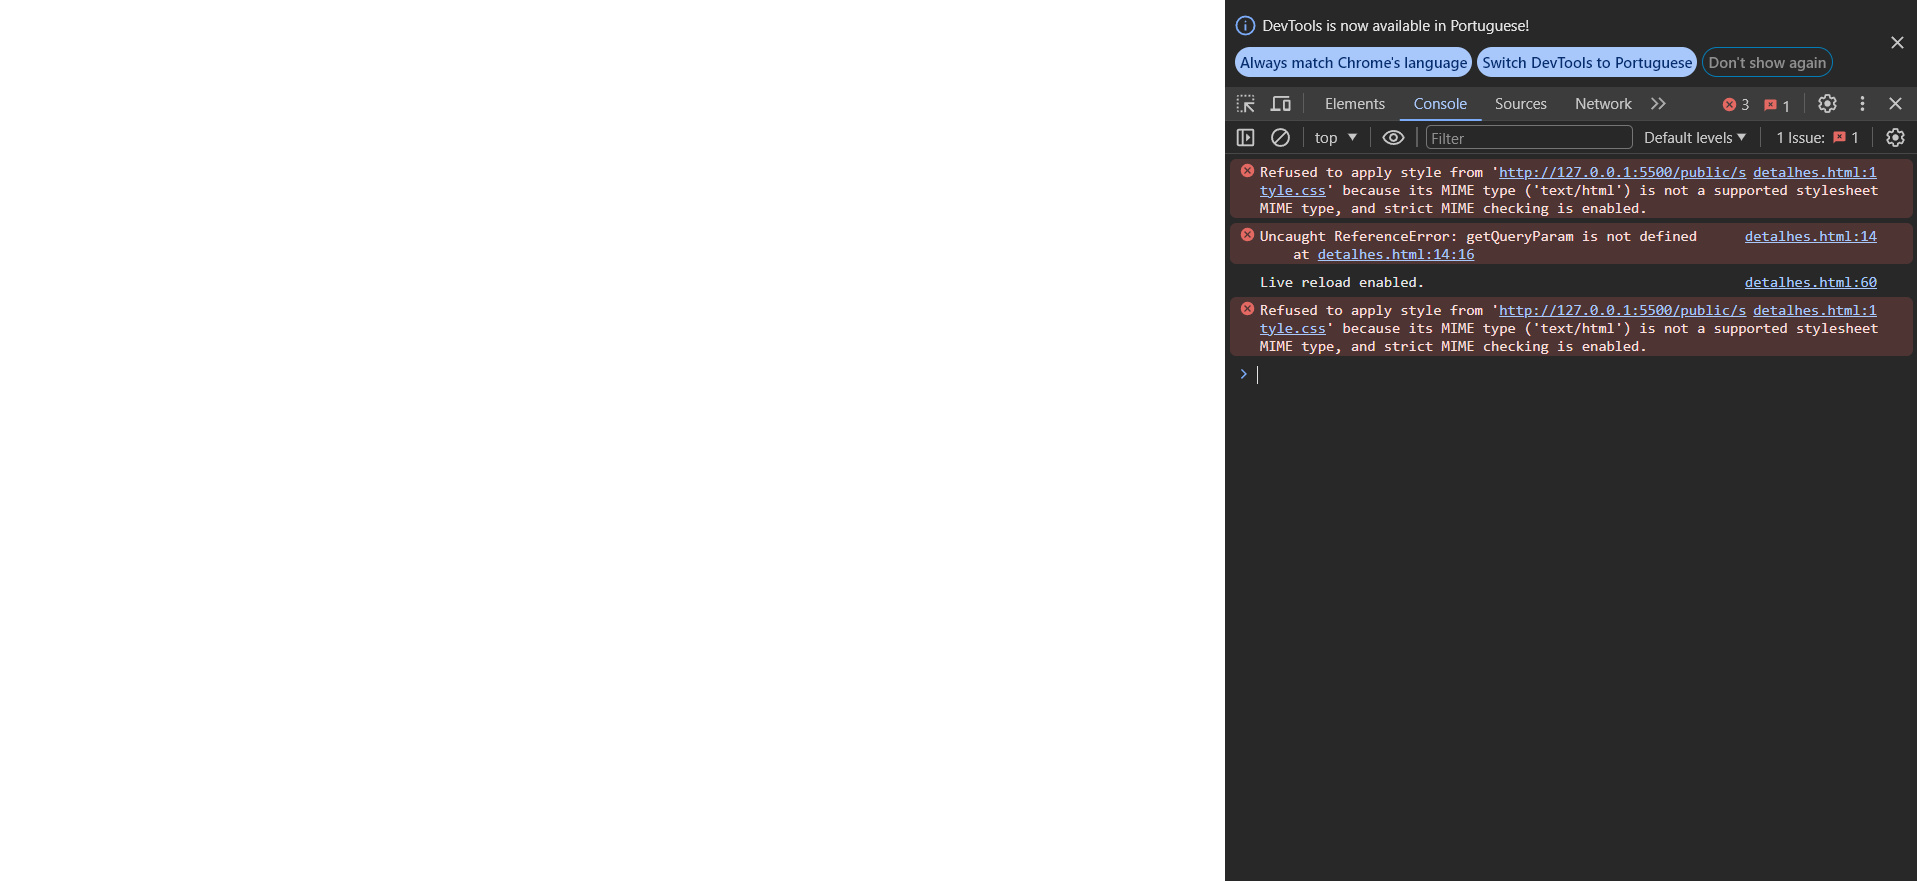 DevTools is now available in Portuguese!
Always match Chrome's language Switch DevTools to Portuguese Don't show again
Elements Console Sources Network 3 1
top Filter Default levels 1 Issue: 1
Refused to apply style from 'http://127.0.0.1:5500/public/s detalhes.html:1
tyle.css' because its MIME type ('text/html') is not a supported stylesheet
MIME type, and strict MIME checking is enabled.
Uncaught ReferenceError: getQueryParam is not defined detalhes.html:14
at detalhes.html:14:16
Live reload enabled. detalhes.html:60
Refused to apply style from 'http://127.0.0.1:5500/public/s detalhes.html:1
tyle.css' because its MIME type ('text/html') is not a supported stylesheet
MIME type, and strict MIME checking is enabled.